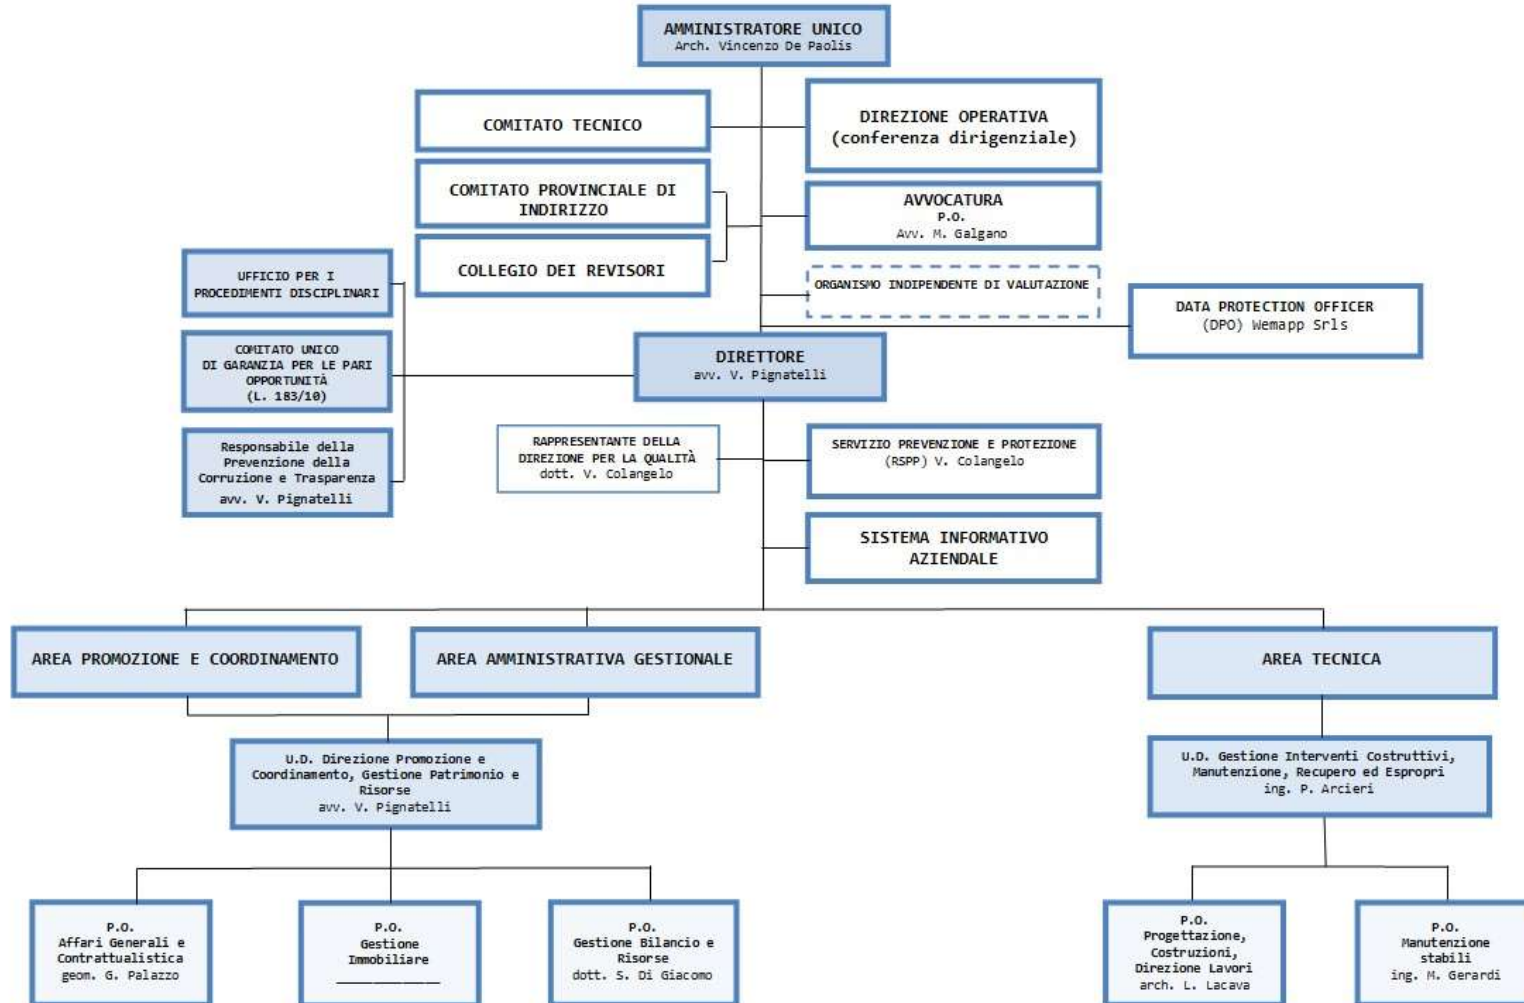 AMMINISTRATORE UNICO
Arch. Vincenzo De Paolis
COMITATO TECNICO
DIREZIONE OPERATIVA
(conferenza dirigenziale)
COMITATO PROVINCIALE DI
INDIRIZZO
AVVOCATURA
P.O.
Avv. M. Galgano
COLLEGIO DEI REVISORI
UFFICIO PER I
PROCEDIMENTI DISCIPLINARI
ORGANISMO INDIPENDENTE DI VALUTAZIONE
DATA PROTECTION OFFICER
(DPO) Wemapp Srls
COMITATO UNICO
DI GARANZIA PER LE PARI
OPPORTUNITÀ
(L. 183/10)
DIRETTORE
avv. V. Pignatelli
Responsabile della
Prevenzione della
Corruzione e Trasparenza
avv. V. Pignatelli
RAPPRESENTANTE DELLA
DIREZIONE PER LA QUALITÀ
dott. V. Colangelo
SERVIZIO PREVENZIONE E PROTEZIONE
(RSPP) V. Colangelo
SISTEMA INFORMATIVO
AZIENDALE
AREA PROMOZIONE E COORDINAMENTO
AREA AMMINISTRATIVA GESTIONALE
AREA TECNICA
U.D. Direzione Promozione e
Coordinamento, Gestione Patrimonio e
Risorse
avv. V. Pignatelli
U.D. Gestione Interventi Costruttivi,
Manutenzione, Recupero ed Espropri
ing. P. Arcieri
P.O.
Affari Generali e
Contrattualistica
geom. G. Palazzo
P.O.
Gestione
Immobiliare
P.O.
Gestione Bilancio e
Risorse
dott. S. Di Giacomo
P.O.
Progettazione,
Costruzioni,
Direzione Lavori
arch. L. Lacava
P.O.
Manutenzione
stabili
ing. M. Gerardi